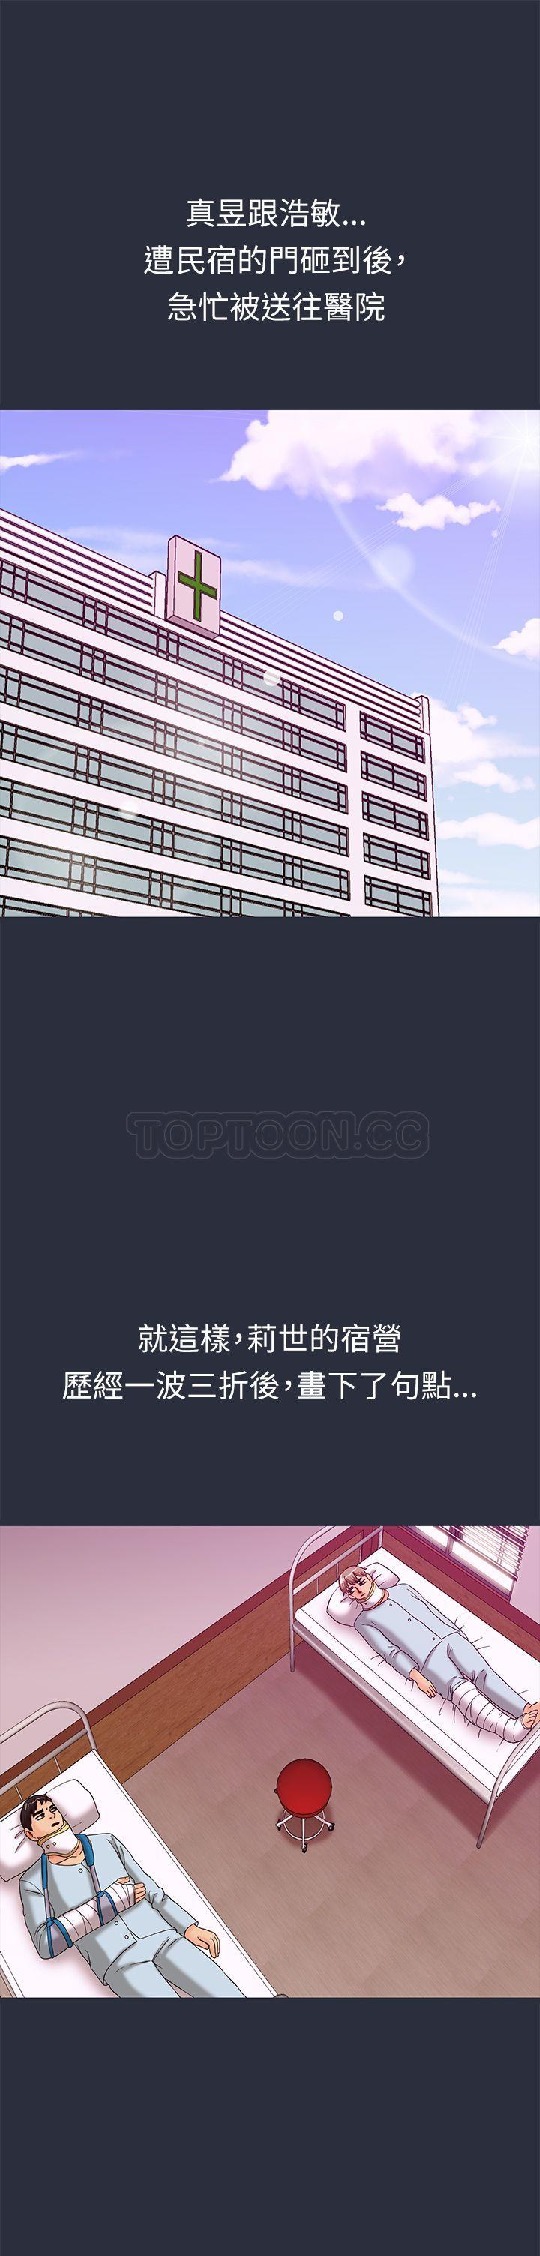 真昱跟浩敏...
遭民宿的門砸到後，
急忙被送往醫院
TOPTOON.CC
就這樣，莉世的宿營
歷經一波三折後，畫下了句點...